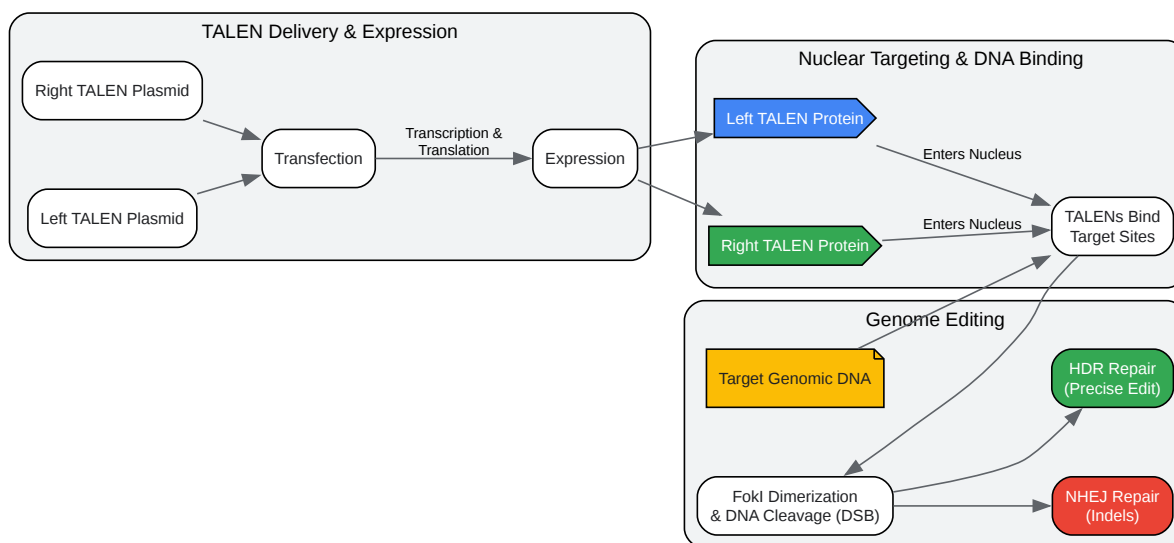 TALEN Delivery & Expression
Right TALEN Plasmid
Left TALEN Plasmid
Transfection
Transcription &
Translation
Expression
Nuclear Targeting & DNA Binding
Left TALEN Protein
Enters Nucleus
Right TALEN Protein
Enters Nucleus
TALENs Bind
Target Sites
Genome Editing
Target Genomic DNA
HDR Repair
(Precise Edit)
FokI Dimerization
& DNA Cleavage (DSB)
NHEJ Repair
(Indels)